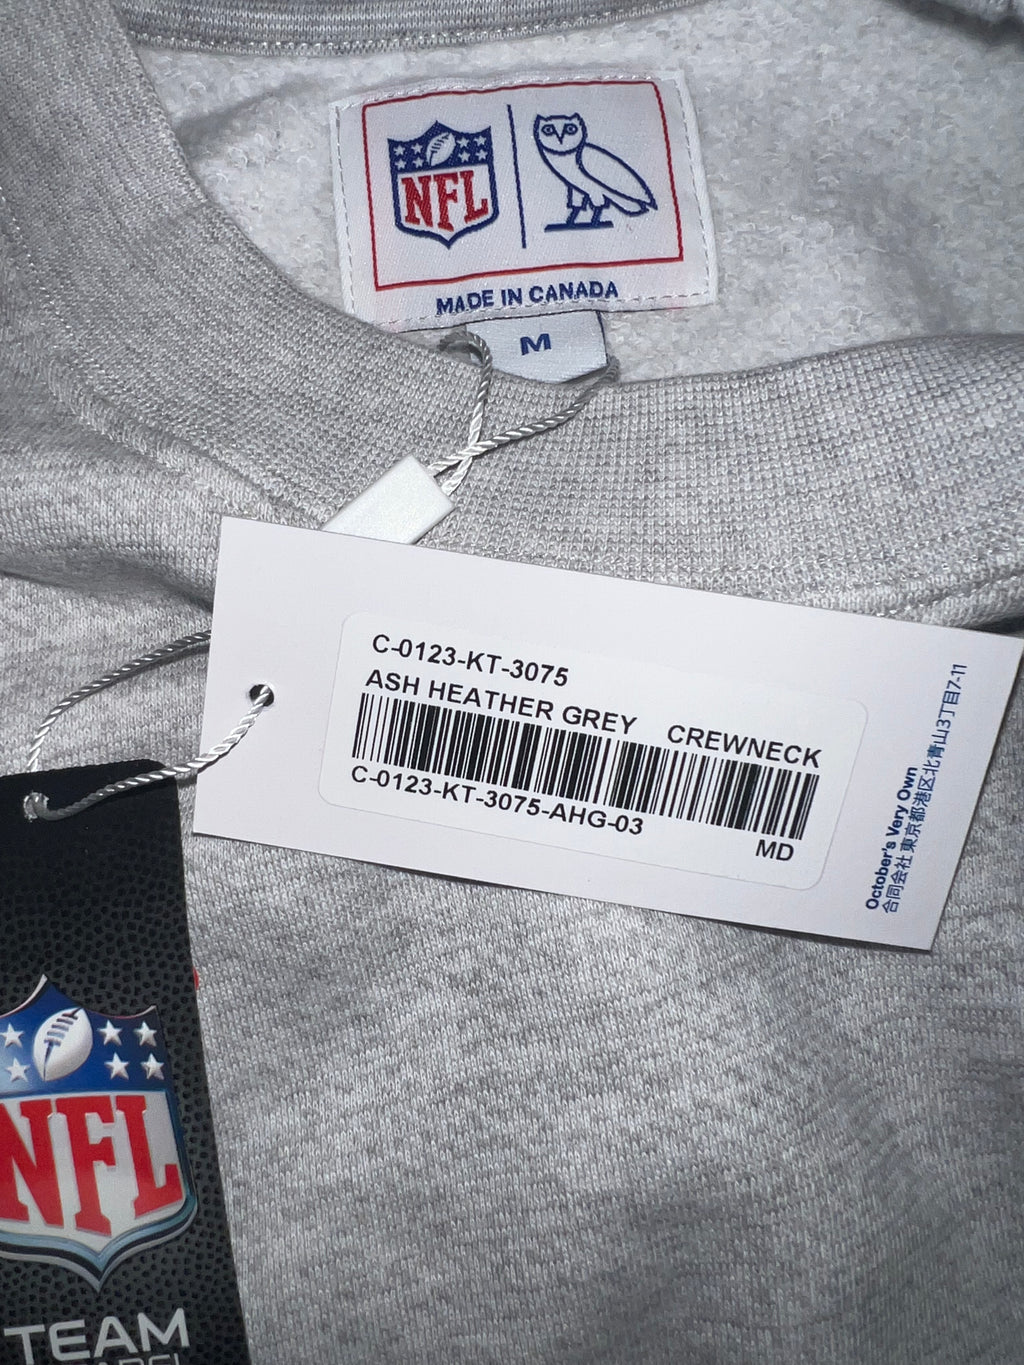 NFL
MADE IN CANADA
M
C-0123-KT-3075
ASH HEATHER GREY CREWNECK
C-0123-KT-3075-AHG-03
MD
October's Very Own
合同会社 東京都港区北青山3丁目7-11
NFL
TEAM